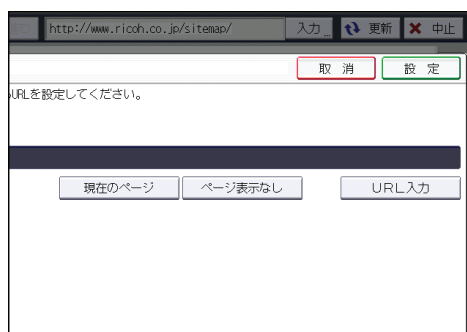 http://www.ricoh.co.jp/sitemap/ 入力 更新 中止
取 消 設 定
URLを設定してください。
現在のページ ページ表示なし URL入力